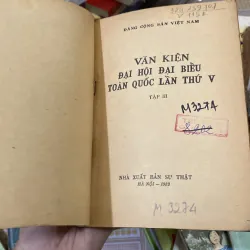 ĐẢNG CỘNG SẢN VIỆT NAM
VĂN KIỆN
ĐẠI HỘI ĐẠI BIỂU
TOÀN QUỐC LẦN THỨ V
TẬP III
M3274
NHÀ XUẤT BẢN SỰ THẬT
HÀ NỘI — 1982
M 3274